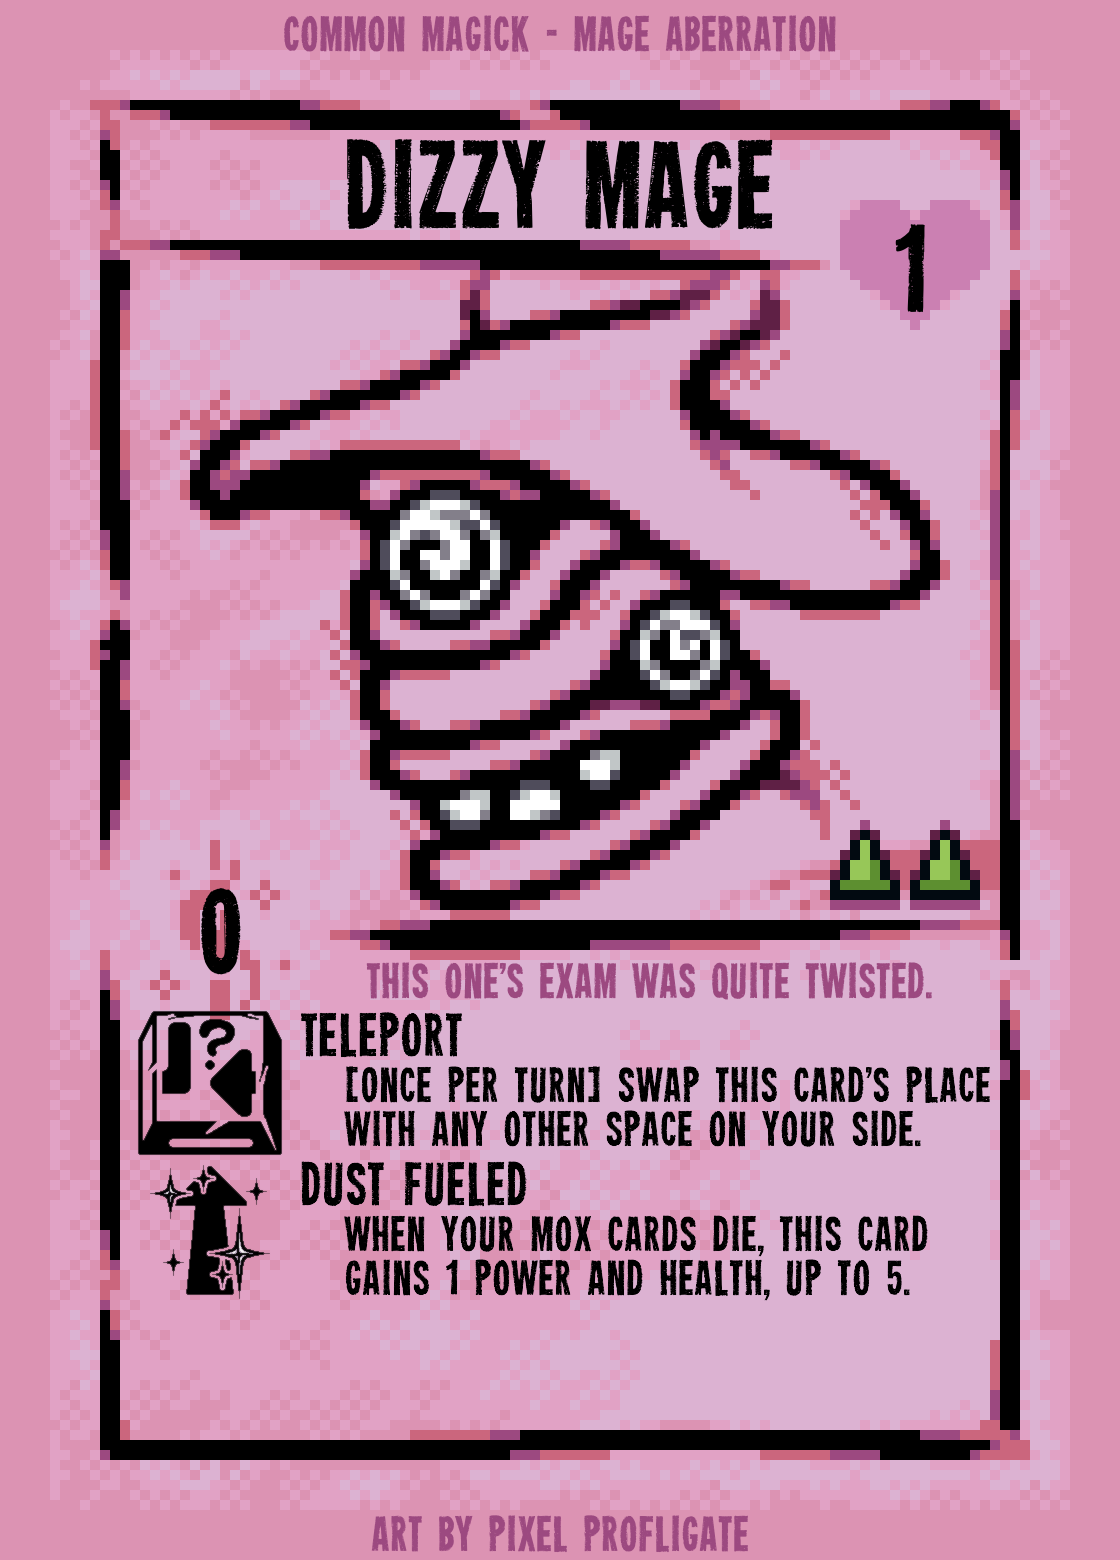 COMMON MAGICK - MAGE ABERRATION
DIZZY MAGE
1
0
THIS ONE'S EXAM WAS QUITE TWISTED.
?
TELEPORT
[ONCE PER TURN] SWAP THIS CARD'S PLACE
WITH ANY OTHER SPACE ON YOUR SIDE.
DUST FUELED
WHEN YOUR MOX CARDS DIE, THIS CARD
GAINS 1 POWER AND HEALTH, UP TO 5.
ART BY PIXEL PROFLIGATE